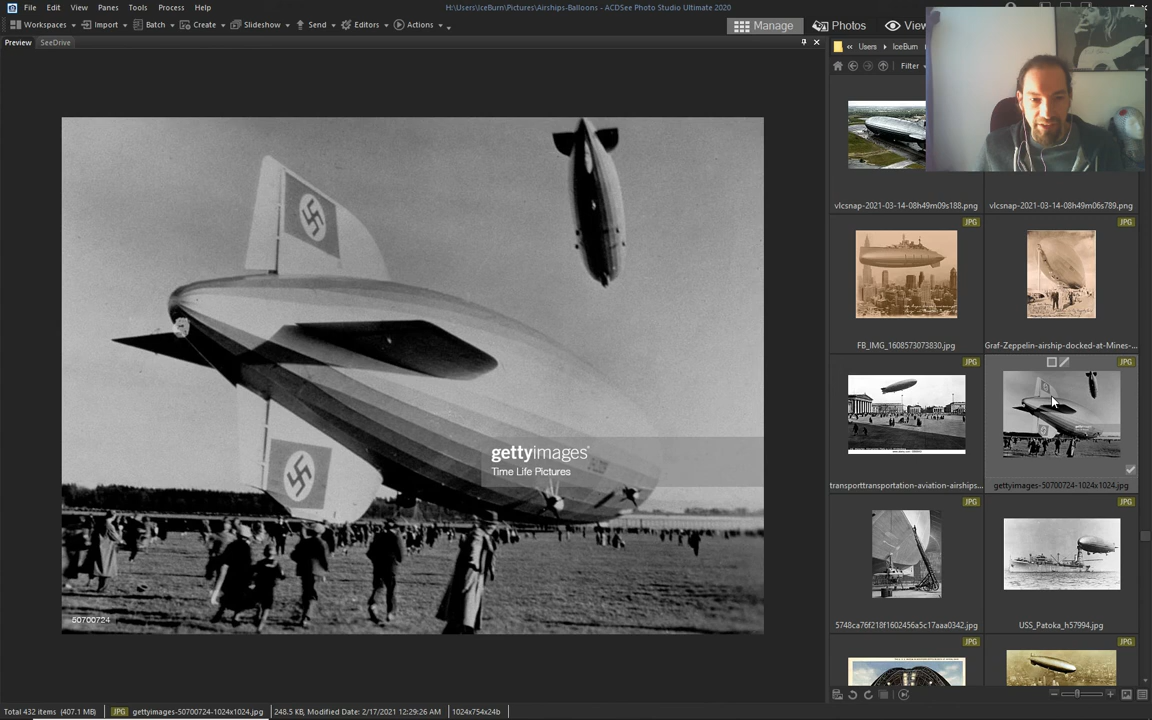 File Edit View Panes Tools Process Help
H:\Users\IceBurn\Pictures\Airships-Balloons - ACDSee Photo Studio Ultimate 2020
Workspaces Import Batch Create Slideshow Send Editors Actions
Manage Photos View
Preview SeeDrive
Users IceBurn
Filter
vlcsnap-2021-03-14-08h49m09s188.png
vlcsnap-2021-03-14-08h49m06s789.png
JPG
JPG
FB_IMG_1608573073830.jpg
Graf-Zeppelin-airship-docked-at-Mines-...
JPG
JPG
gettyimages
Time Life Pictures
transporttransportation-aviation-airships...
gettyimages-50700724-1024x1024.jpg
JPG
JPG
50700724
5748ca76f218f1602456a5c17aaa0342.jpg
USS_Patoka_h57994.jpg
JPG
JPG
Total 432 items (407.1 MB)
JPG gettyimages-50700724-1024x1024.jpg
248.5 KB, Modified Date: 2/17/2021 12:29:26 AM
1024x754x24b